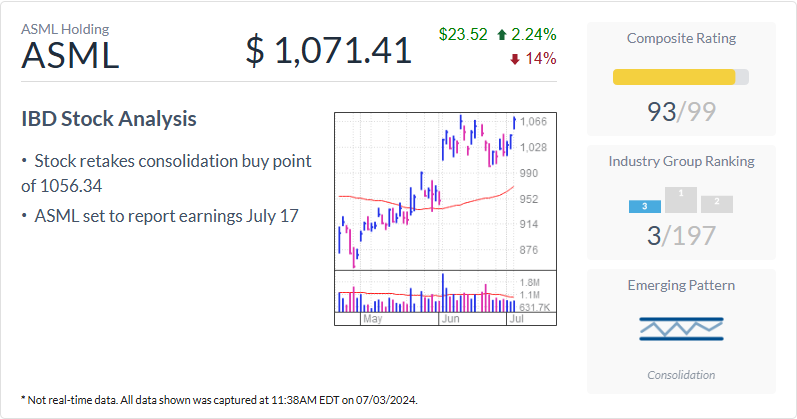 ASML Holding
ASML
$ 1,071.41
$23.52 2.24%
14%
IBD Stock Analysis
• Stock retakes consolidation buy point
of 1056.34
• ASML set to report earnings July 17
1,066
1,028
990
952
914
876
1.8M
1.1M
631.7K
May Jun Jul
Composite Rating
93/99
Industry Group Ranking
3 1 2
3/197
Emerging Pattern
Consolidation
* Not real-time data. All data shown was captured at 11:38AM EDT on 07/03/2024.